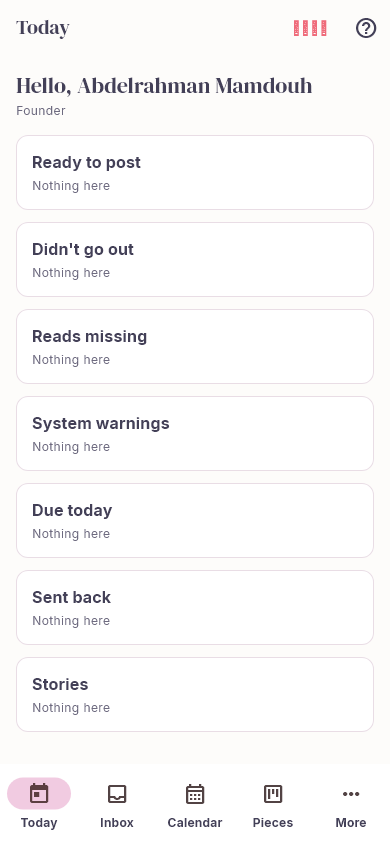 Today
Hello, Abdelrahman Mamdouh
Founder
Ready to post
Nothing here
Didn't go out
Nothing here
Reads missing
Nothing here
System warnings
Nothing here
Due today
Nothing here
Sent back
Nothing here
Stories
Nothing here
Today
Inbox
Calendar
Pieces
More